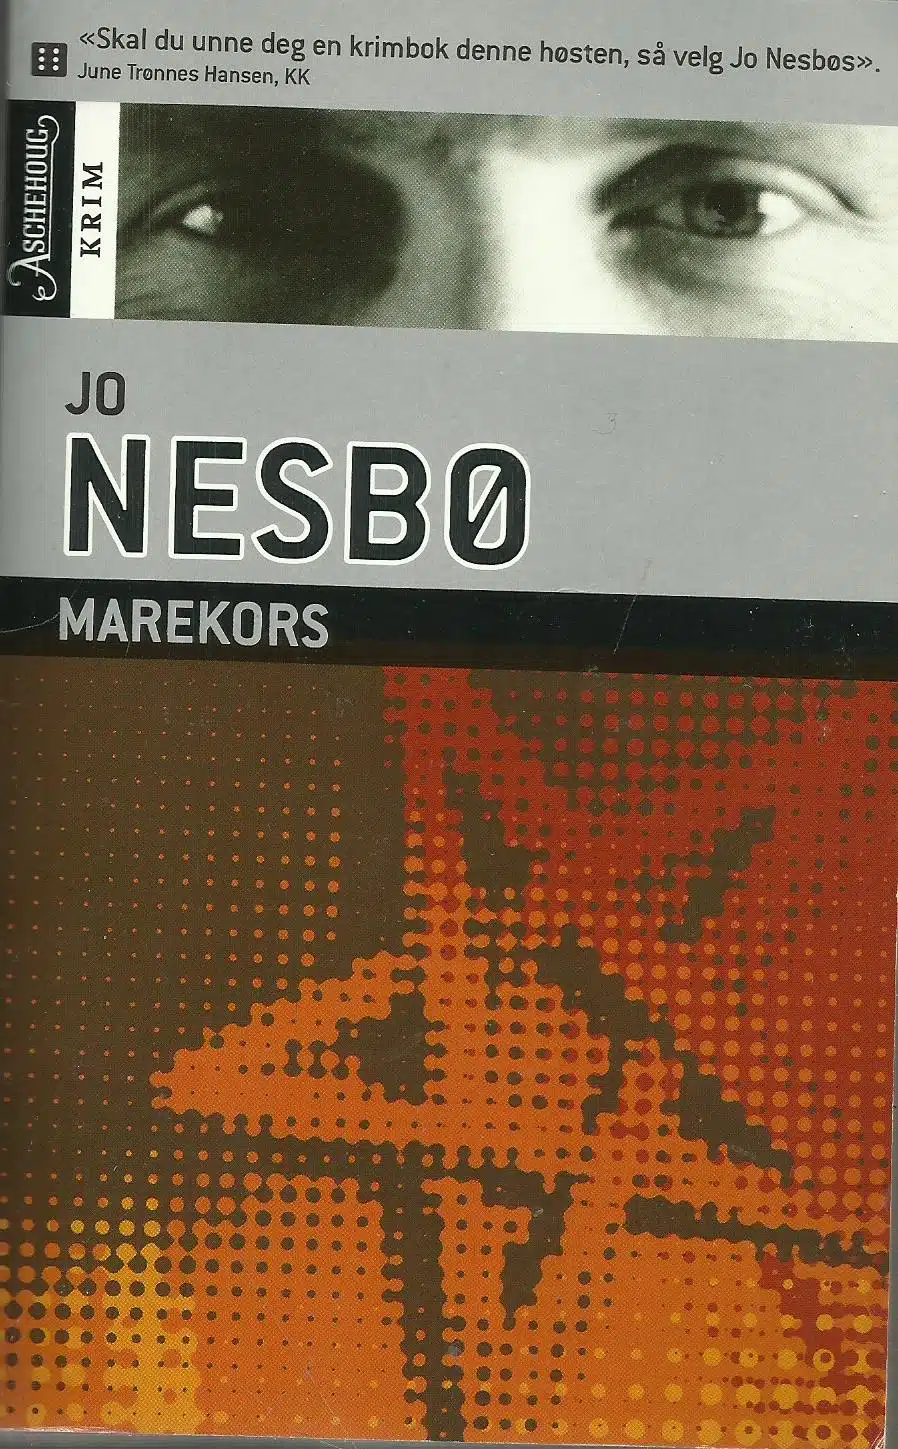 «Skal du unne deg en krimbok denne høsten, så velg Jo Nesbøs».
June Trønnes Hansen, KK
ASCHEHOUG
KRIM
JO
NESBØ
MAREKORS